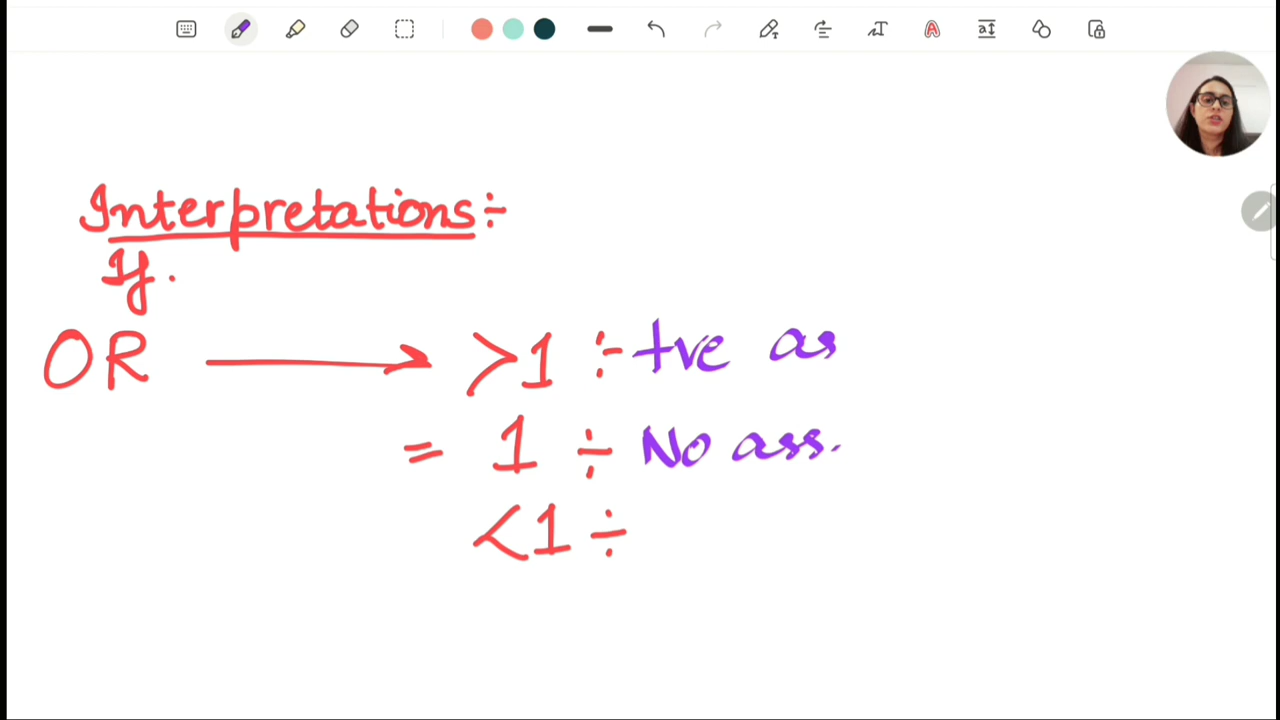 Interpretations:-
If.
OR → >1 :- +ve as
= 1 ÷ No ass.
<1 ÷